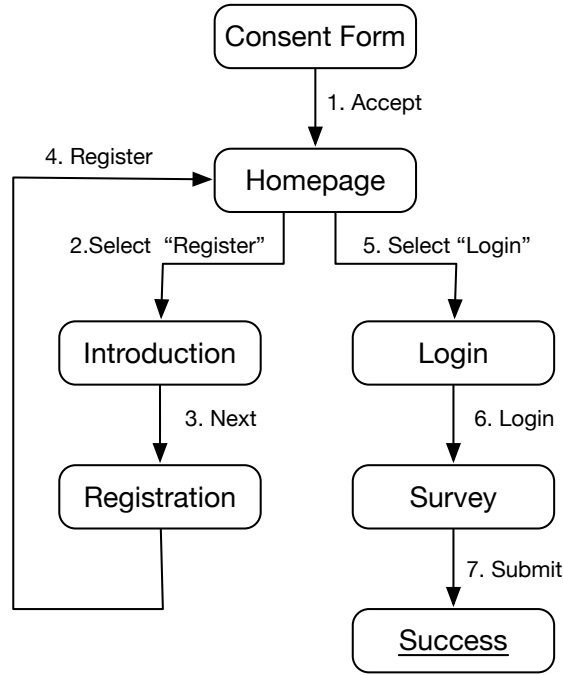 Consent Form
1. Accept
4. Register
Homepage
2.Select “Register”
5. Select “Login”
Introduction
Login
3. Next
6. Login
Registration
Survey
7. Submit
Success